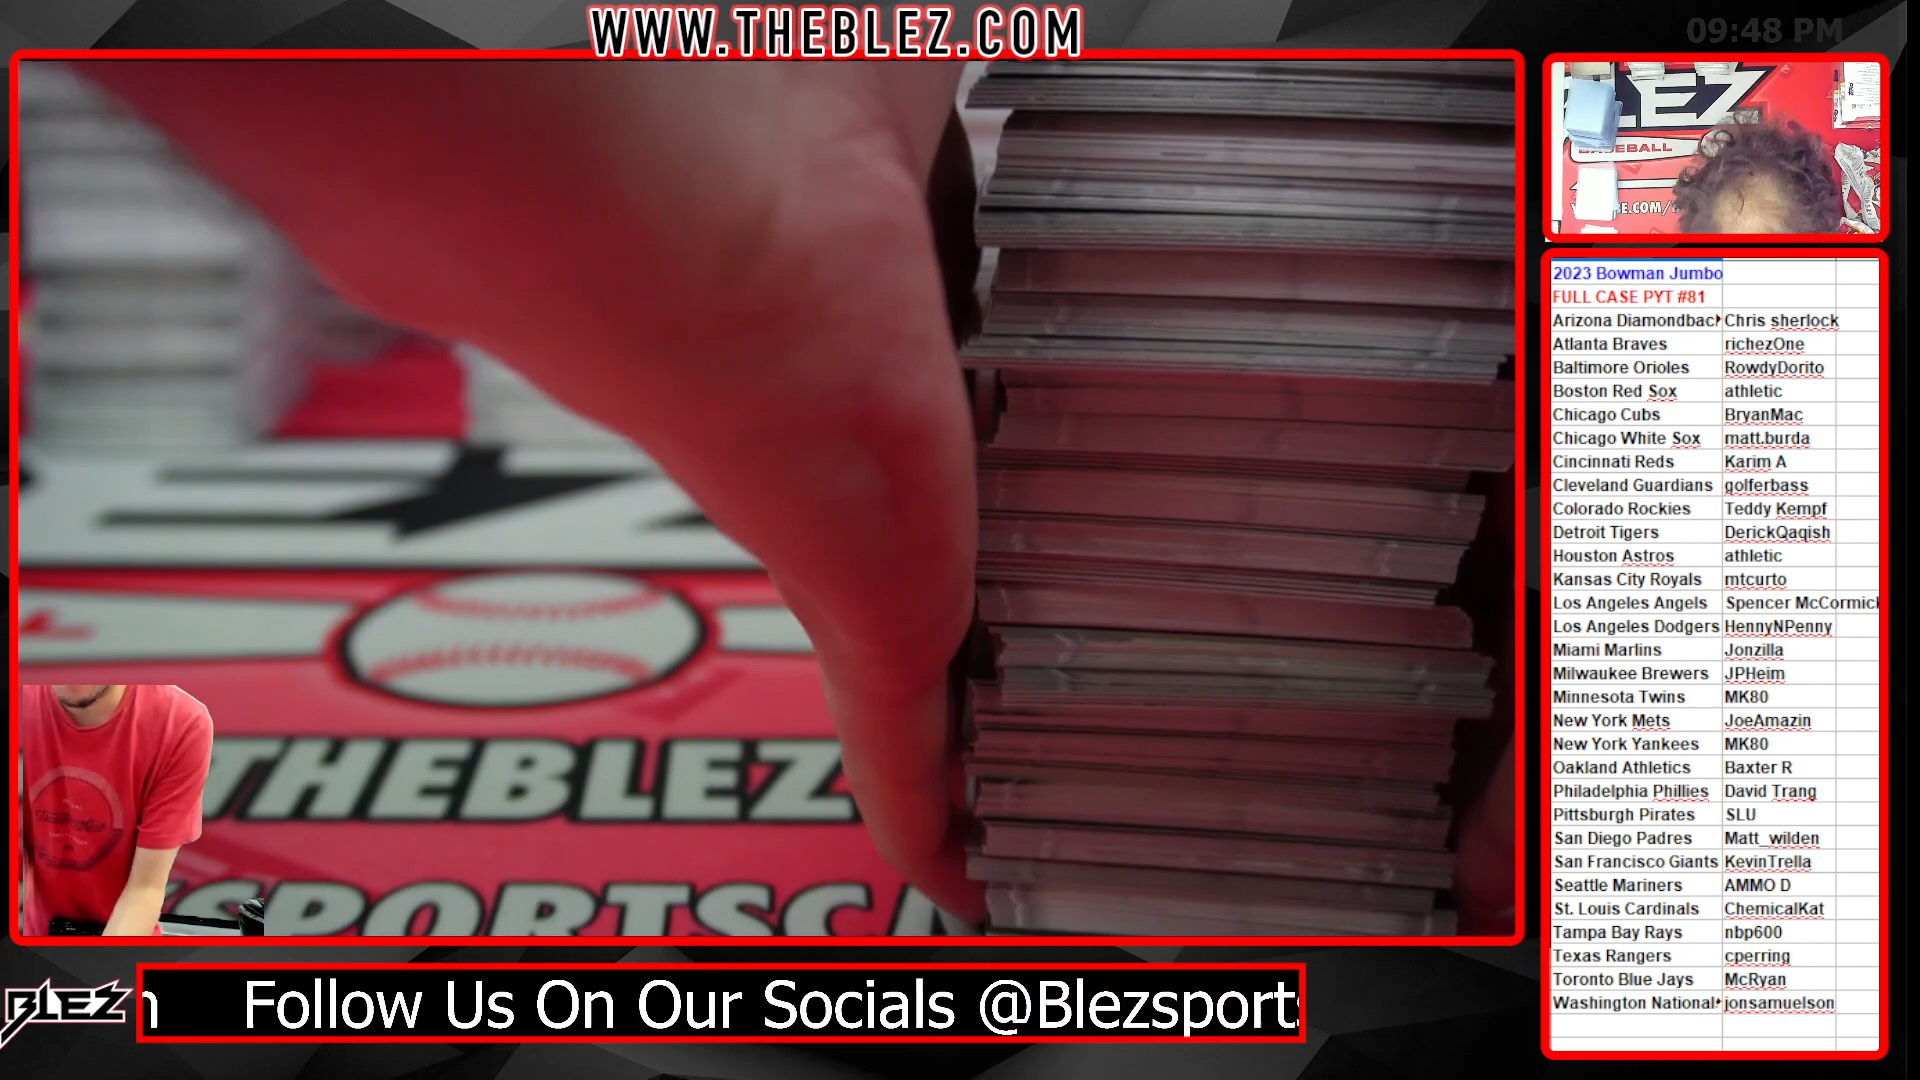 WWW.THEBLEZ.COM
09:48 PM
BLEZ
BASEBALL
THEBLEZ
BLEZ
Follow Us On Our Socials @Blezsports
2023 Bowman Jumbo
FULL CASE PYT #81
Arizona Diamondbac Chris sherlock
Atlanta Braves richezOne
Baltimore Orioles RowdyDorito
Boston Red Sox athletic
Chicago Cubs BryanMac
Chicago White Sox matt.burda
Cincinnati Reds Karim A
Cleveland Guardians golferbass
Colorado Rockies Teddy Kempf
Detroit Tigers DerickQaqish
Houston Astros athletic
Kansas City Royals mtcurto
Los Angeles Angels Spencer McCormick
Los Angeles Dodgers HennyNPenny
Miami Marlins Jonzilla
Milwaukee Brewers JPHeim
Minnesota Twins MK80
New York Mets JoeAmazin
New York Yankees MK80
Oakland Athletics Baxter R
Philadelphia Phillies David Trang
Pittsburgh Pirates SLU
San Diego Padres Matt_wilden
San Francisco Giants KevinTrella
Seattle Mariners AMMO D
St. Louis Cardinals ChemicalKat
Tampa Bay Rays nbp600
Texas Rangers cperring
Toronto Blue Jays McRyan
Washington National jonsamuelson